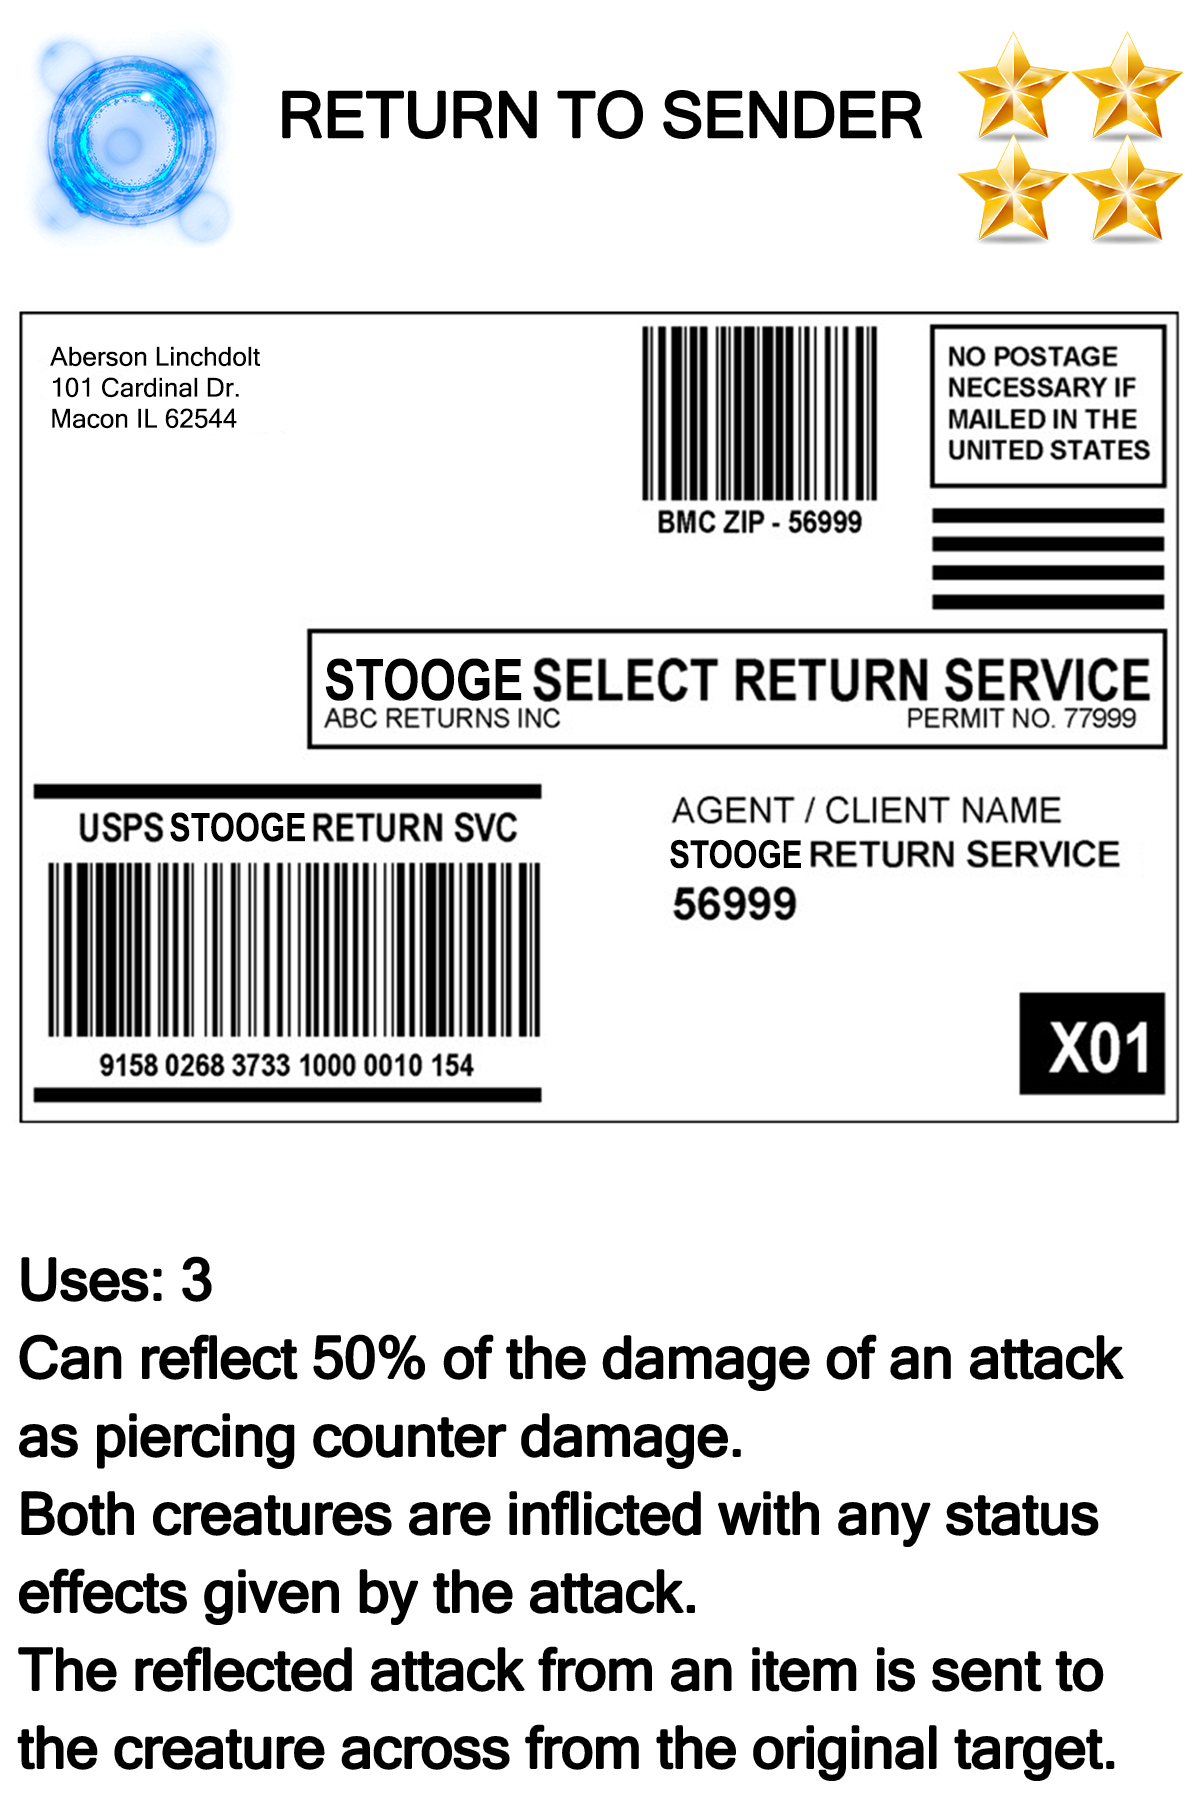 RETURN TO SENDER
Aberson Linchdolt
101 Cardinal Dr.
Macon IL 62544
BMC ZIP - 56999
NO POSTAGE
NECESSARY IF
MAILED IN THE
UNITED STATES
STOOGE SELECT RETURN SERVICE
ABC RETURNS INC PERMIT NO. 77999
USPS STOOGE RETURN SVC
9158 0268 3733 1000 0010 154
AGENT / CLIENT NAME
STOOGE RETURN SERVICE
56999
X01
Uses: 3
Can reflect 50% of the damage of an attack
as piercing counter damage.
Both creatures are inflicted with any status
effects given by the attack.
The reflected attack from an item is sent to
the creature across from the original target.